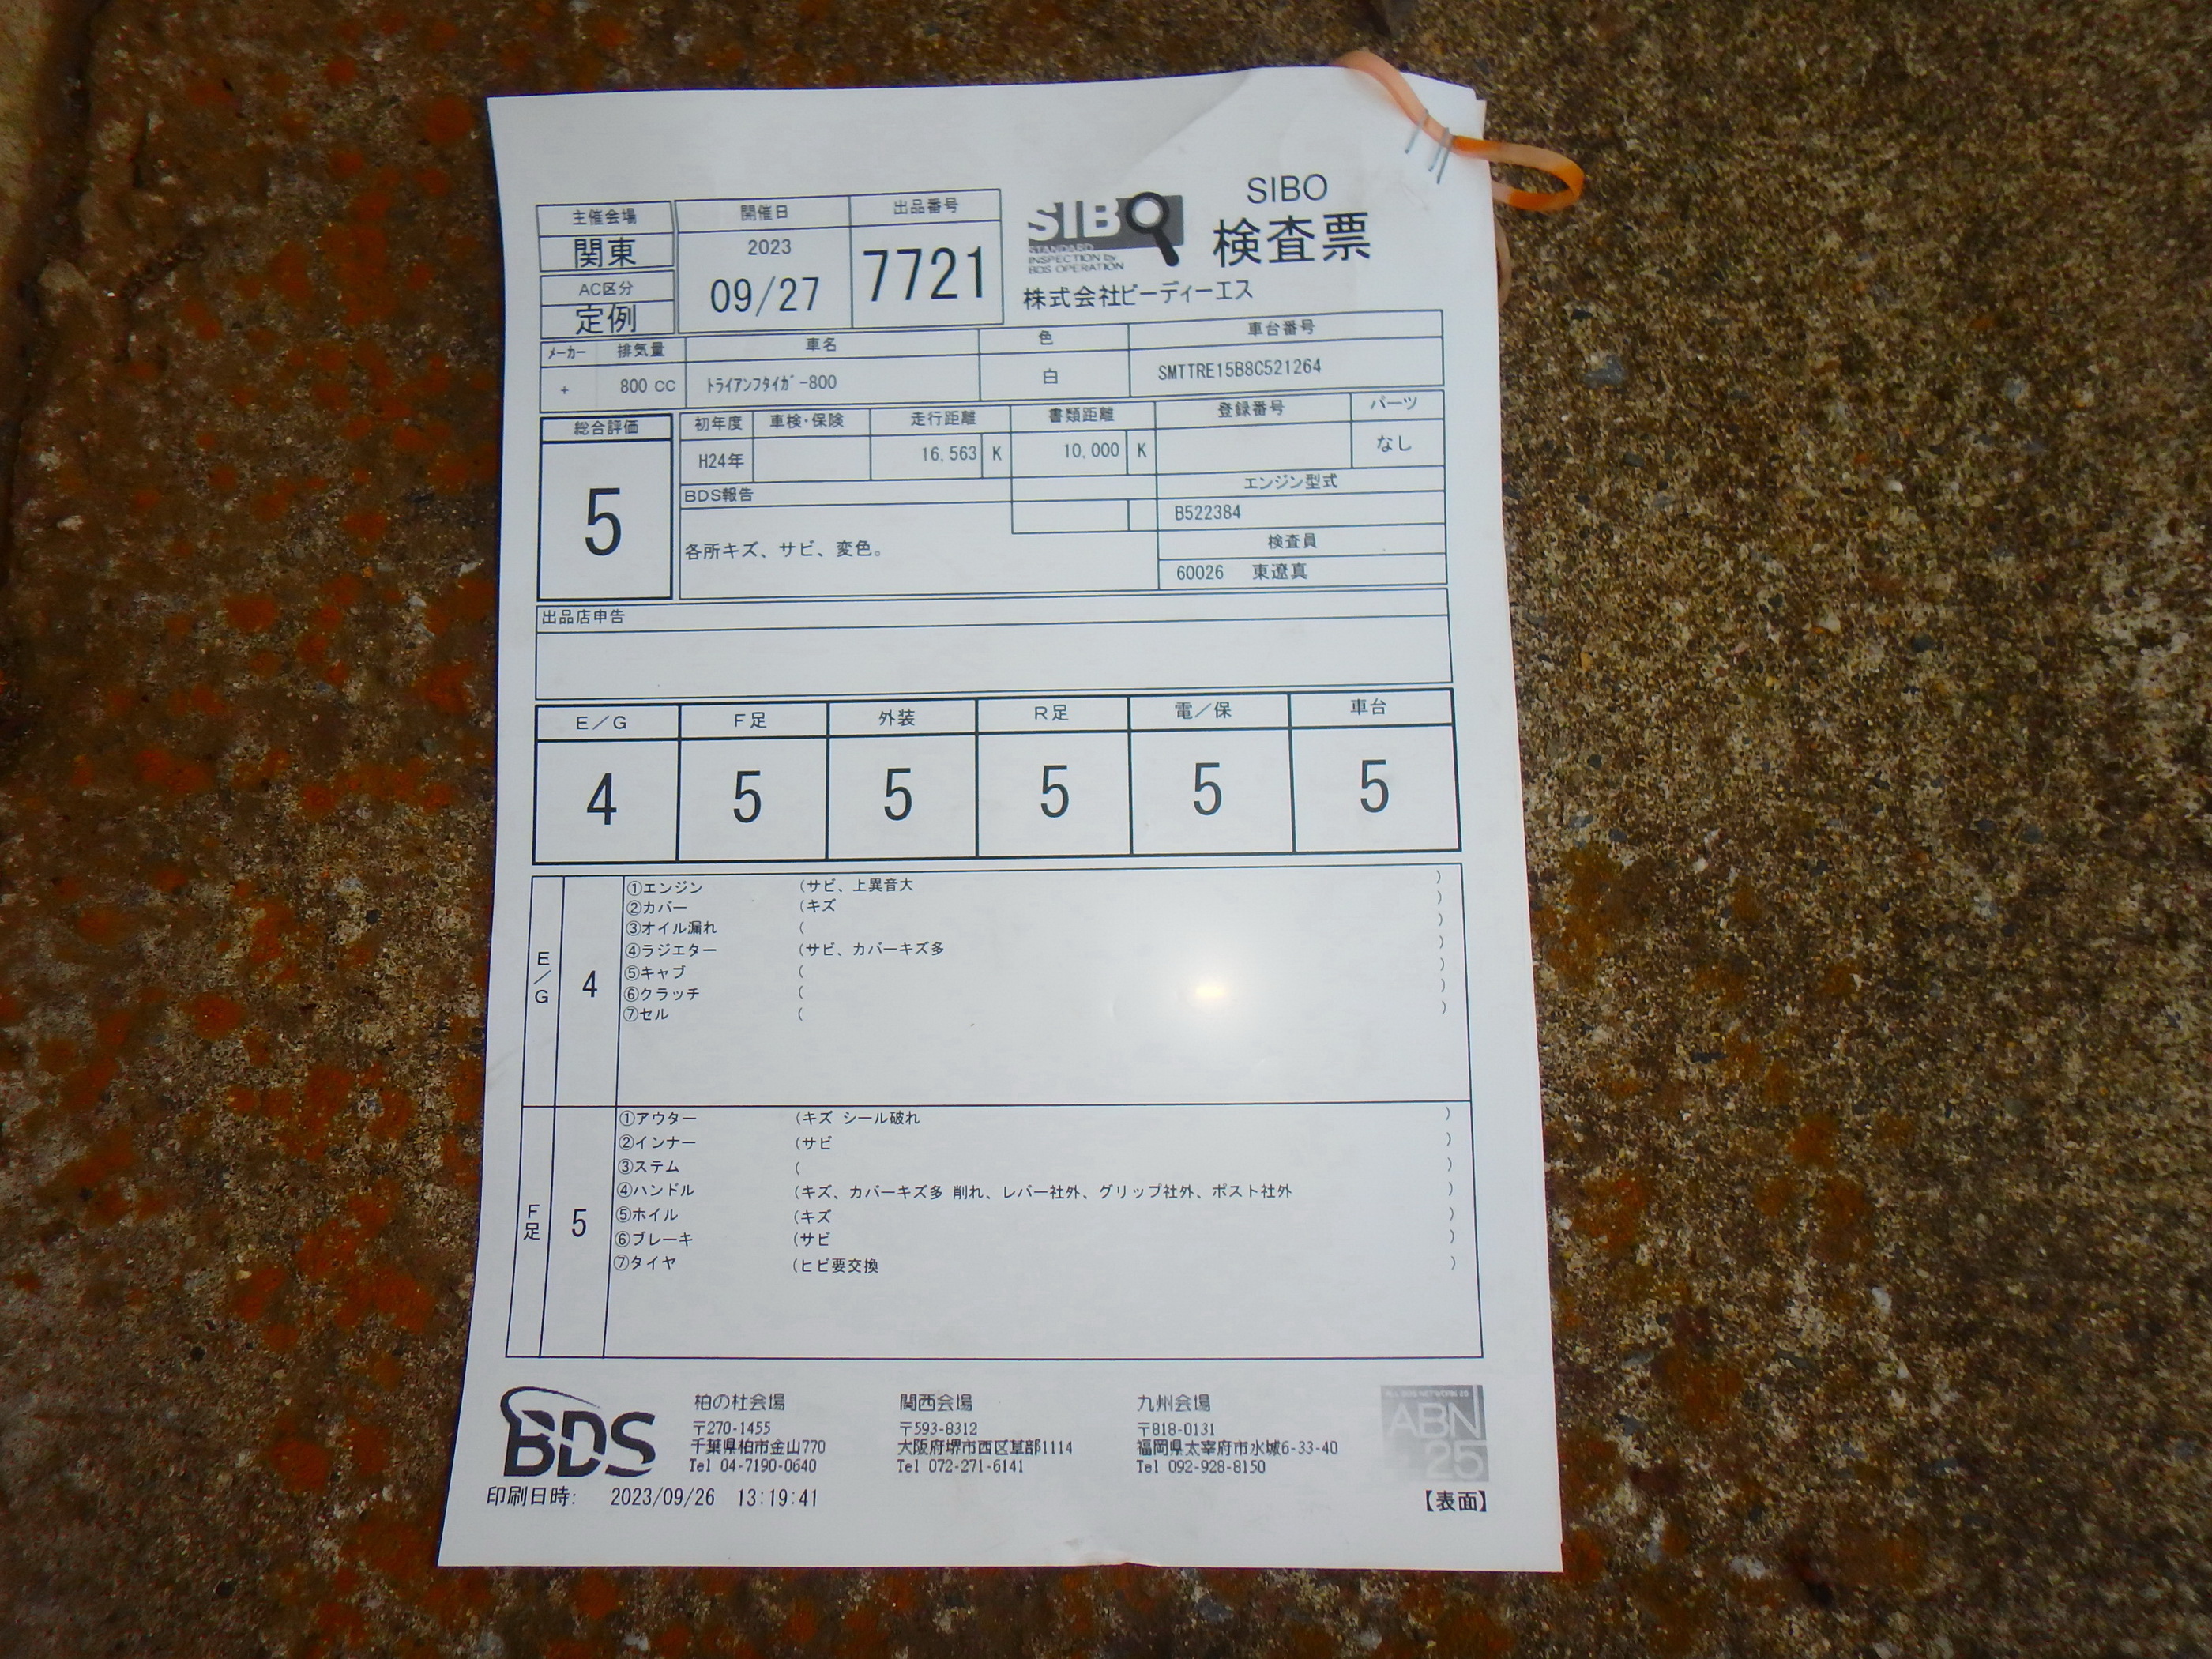 主催会場
関東
AC区分
定例
開催日
2023
09/27
出品番号
7721
SIBO
STANDARD
INSPECTION by
BDS OPERATION
SIBO
検査票
株式会社ビーディーエス
メーカー 排気量 車名 色 車台番号
+ 800 CC ﾄﾗｲｱﾝﾌﾀｲｶﾞｰ800 白 SMTTRE15B8C521264
総合評価
5
初年度 車検・保険 走行距離 書類距離 登録番号 パーツ
H24年 16,563 K 10,000 K なし
BDS報告
各所キズ、サビ、変色。
エンジン型式
B522384
検査員
60026 東遼真
出品店申告
E／G F足 外装 R足 電／保 車台
4 5 5 5 5 5
E／G
4
①エンジン (サビ、上異音大 )
②カバー (キズ )
③オイル漏れ ( )
④ラジエター (サビ、カバーキズ多 )
⑤キャブ ( )
⑥クラッチ ( )
⑦セル ( )
F足
5
①アウター (キズ シール破れ )
②インナー (サビ )
③ステム ( )
④ハンドル (キズ、カバーキズ多 削れ、レバー社外、グリップ社外、ポスト社外 )
⑤ホイル (キズ )
⑥ブレーキ (サビ )
⑦タイヤ (ヒビ要交換 )
BDS
柏の杜会場
〒270-1455
千葉県柏市金山770
Tel 04-7190-0640
関西会場
〒593-8312
大阪府堺市西区草部1114
Tel 072-271-6141
九州会場
〒818-0131
福岡県太宰府市水城6-33-40
Tel 092-928-8150
ABN
25
印刷日時: 2023/09/26 13:19:41
【表面】